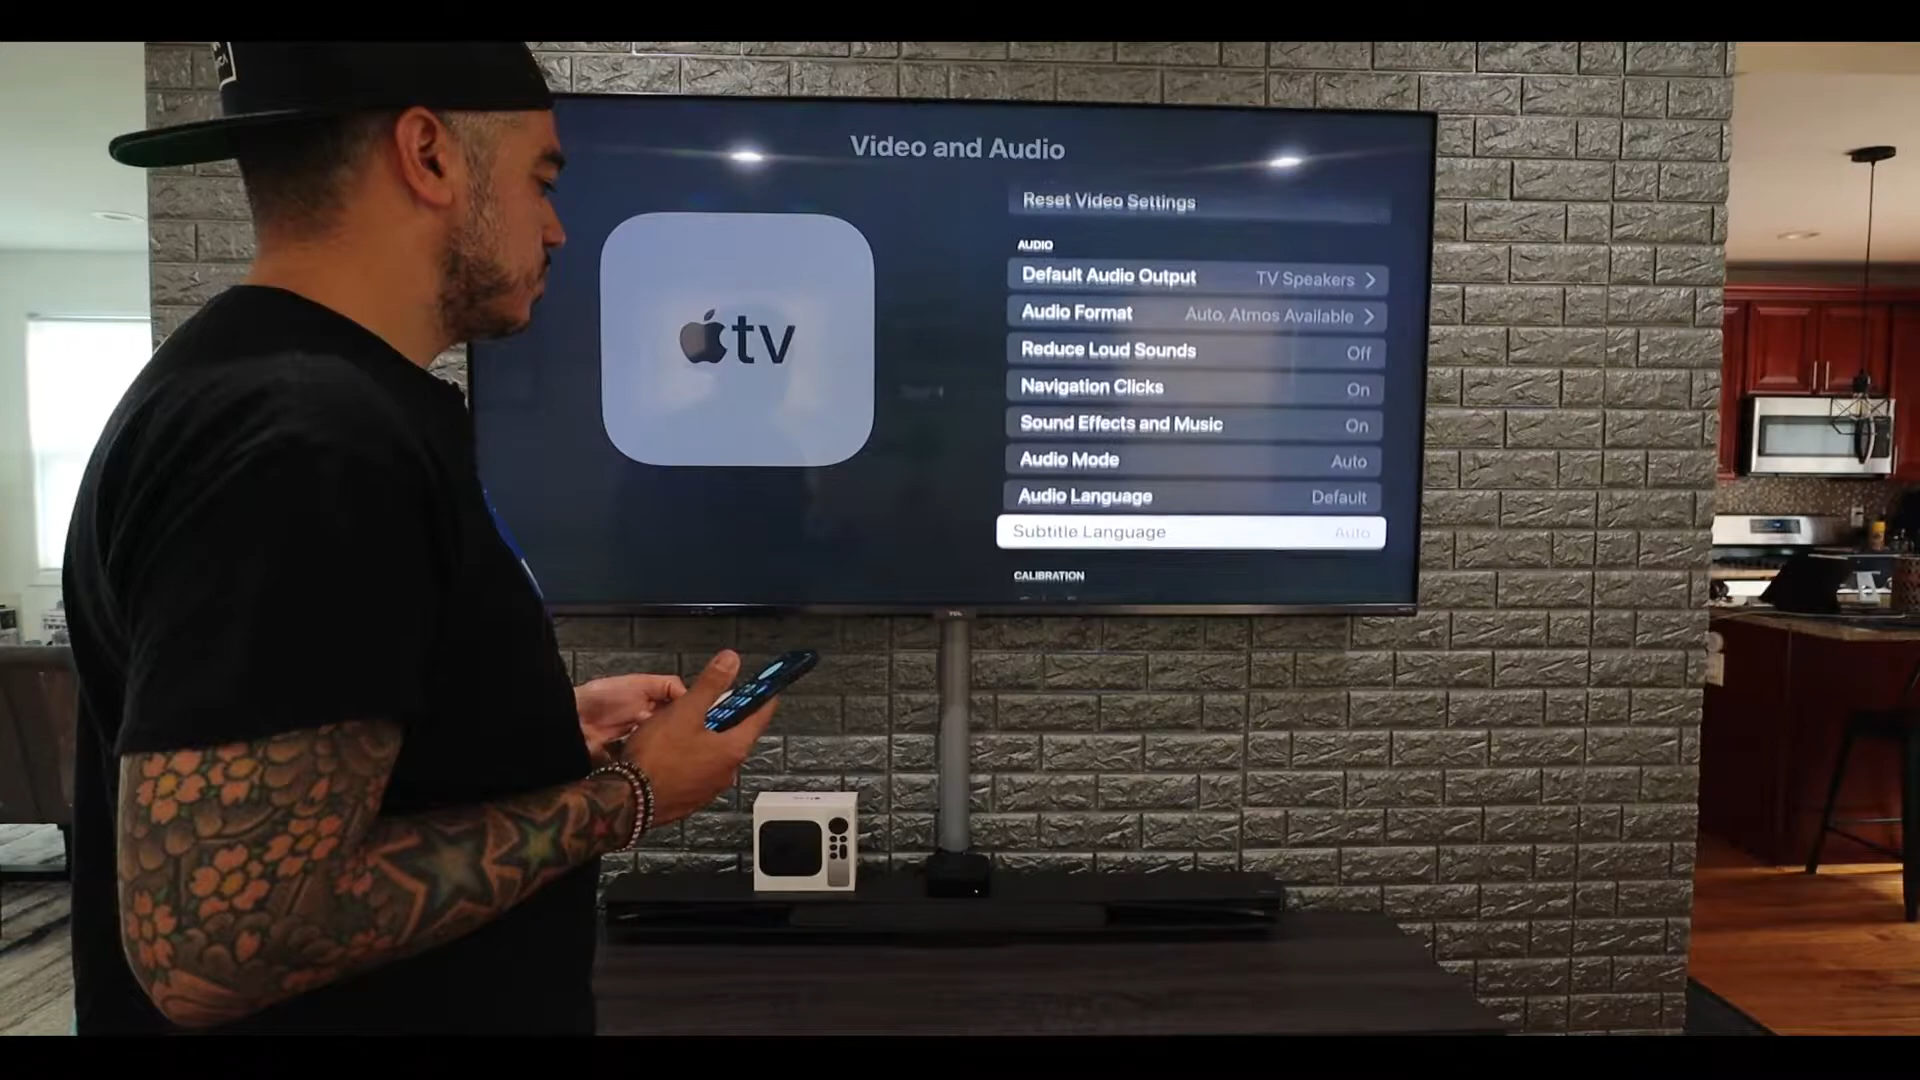 Video and Audio
Reset Video Settings
AUDIO
Default Audio Output TV Speakers
Audio Format Auto, Atmos Available
Reduce Loud Sounds Off
Navigation Clicks On
Sound Effects and Music On
Audio Mode Auto
Audio Language Default
Subtitle Language Auto
CALIBRATION
tv
TCL